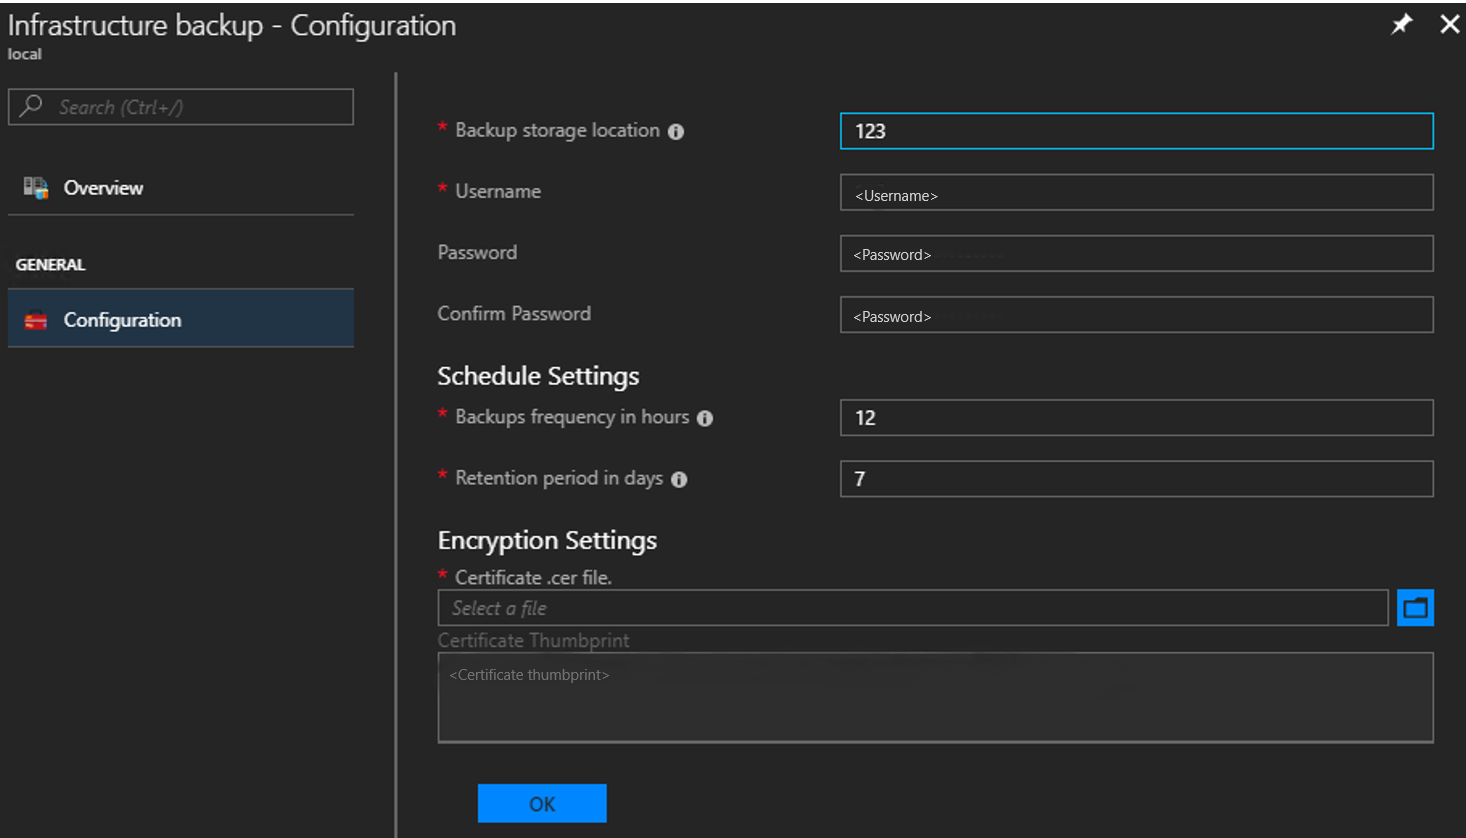 Infrastructure backup - Configuration
local
Search (Ctrl+/)
Overview
GENERAL
Configuration
* Backup storage location
123
* Username
<Username>
Password
<Password>
Confirm Password
<Password>
Schedule Settings
* Backups frequency in hours
12
* Retention period in days
7
Encryption Settings
* Certificate .cer file.
Select a file
Certificate Thumbprint
<Certificate thumbprint>
OK